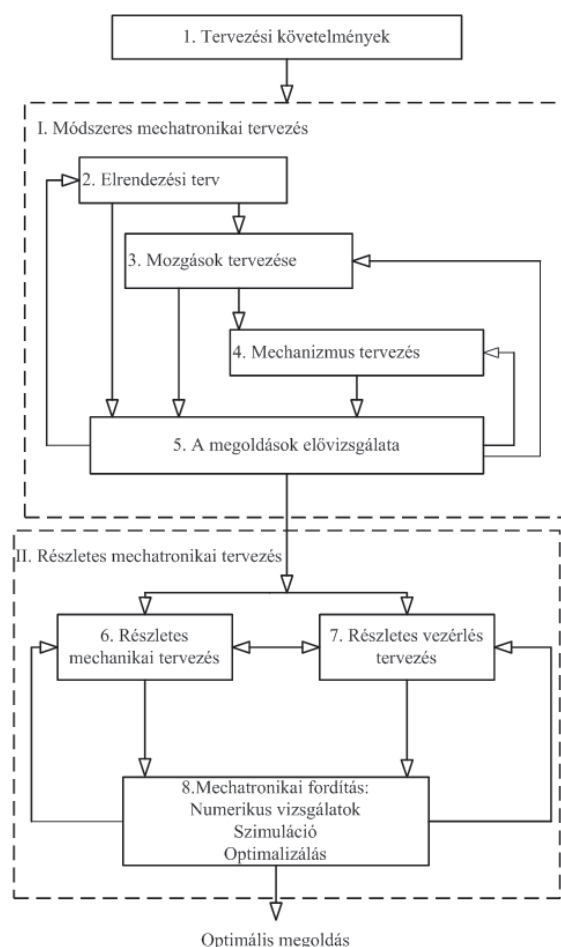 1. Tervezési követelmények
I. Módszeres mechatronikai tervezés
2. Elrendezési terv
3. Mozgások tervezése
4. Mechanizmus tervezés
5. A megoldások elővizsgálata
II. Részletes mechatronikai tervezés
6. Részletes
mechanikai tervezés
7. Részletes vezérlés
tervezés
8.Mechatronikai fordítás:
Numerikus vizsgálatok
Szimuláció
Optimalizálás
Optimális megoldás